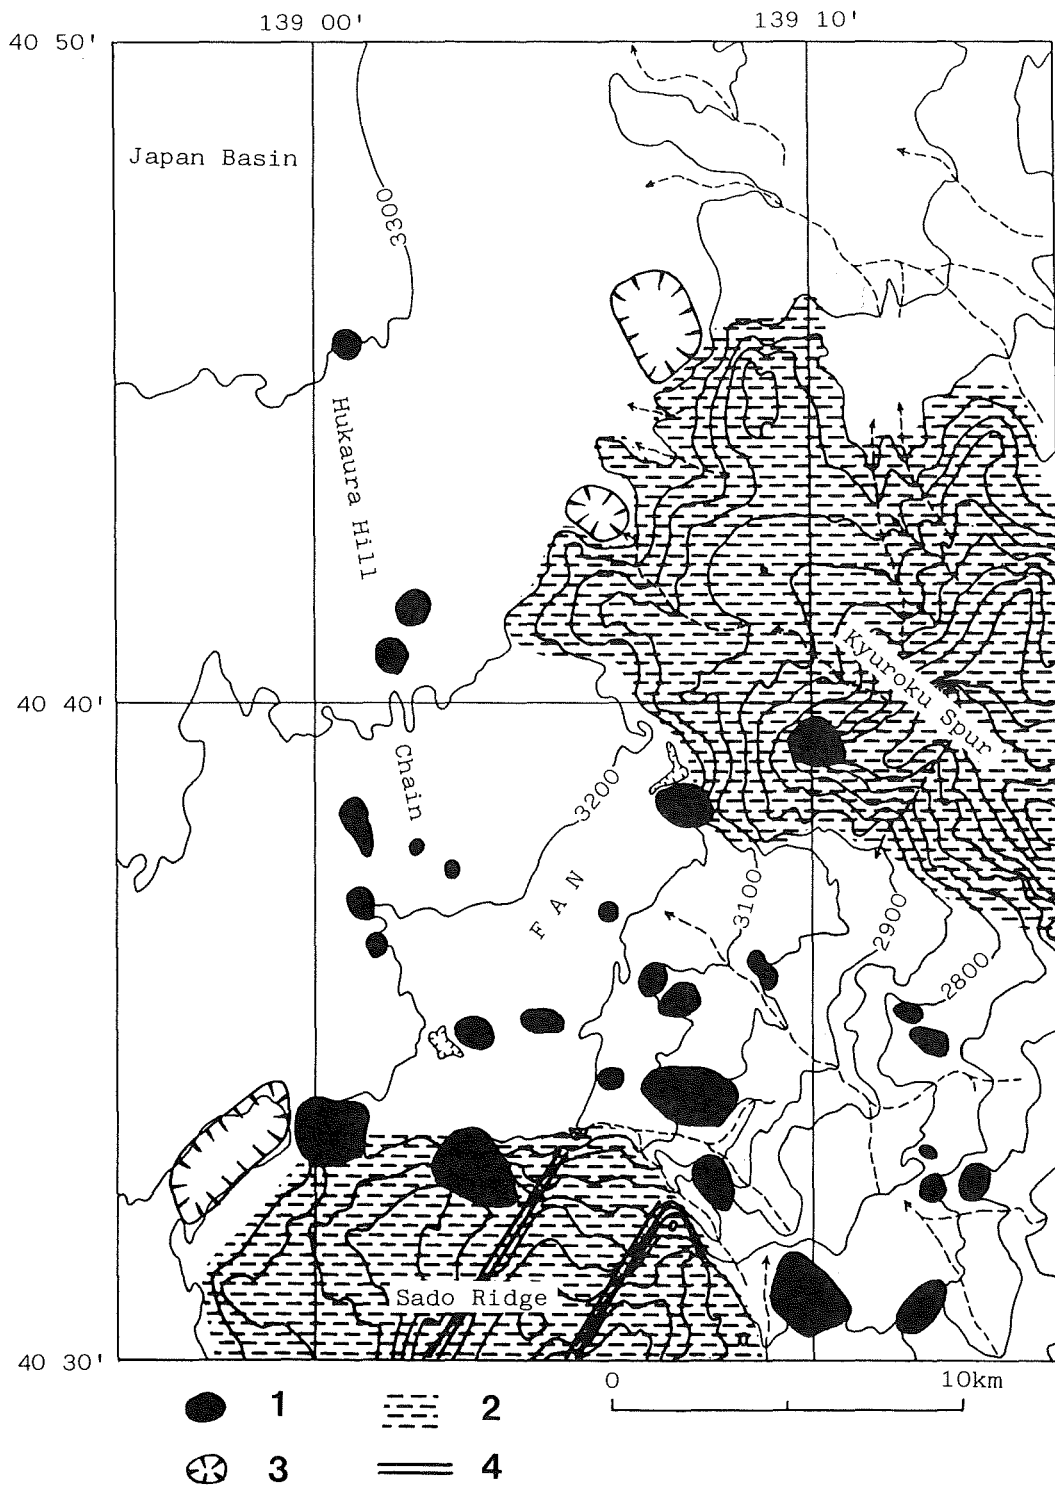 139 00'
139 10'
40 50'
Japan Basin
3300
Hukaura Hill
Kyuroku Spur
40 40'
Chain
3200
FAN
3100
2900
2800
Sado Ridge
40 30'
0 10km
1 2
3 4